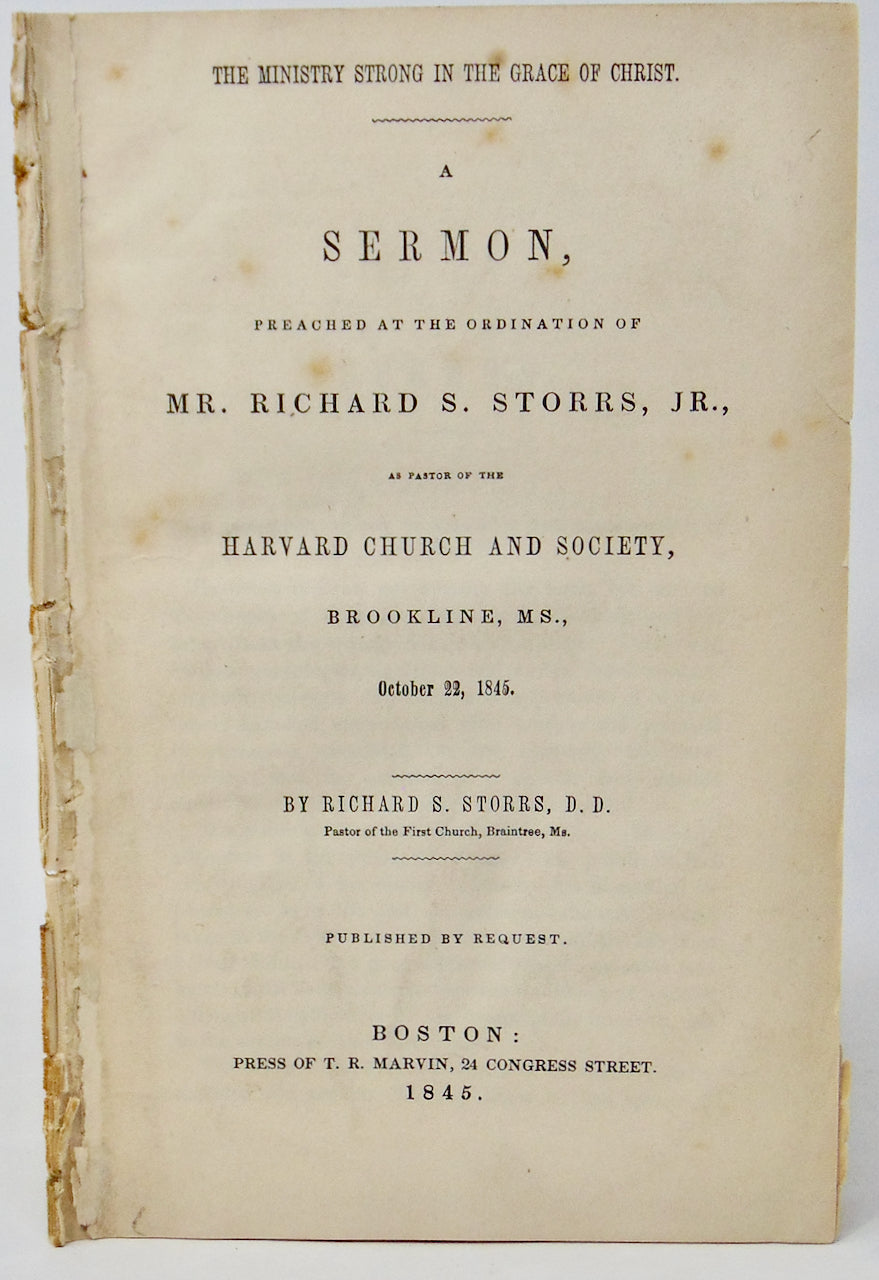 THE MINISTRY STRONG IN THE GRACE OF CHRIST.
A
SERMON,
PREACHED AT THE ORDINATION OF
MR. RICHARD S. STORRS, JR.,
AS PASTOR OF THE
HARVARD CHURCH AND SOCIETY,
BROOKLINE, MS.,
October 22, 1845.
BY RICHARD S. STORRS, D. D.
Pastor of the First Church, Braintree, Ms.
PUBLISHED BY REQUEST.
BOSTON:
PRESS OF T. R. MARVIN, 24 CONGRESS STREET.
1845.